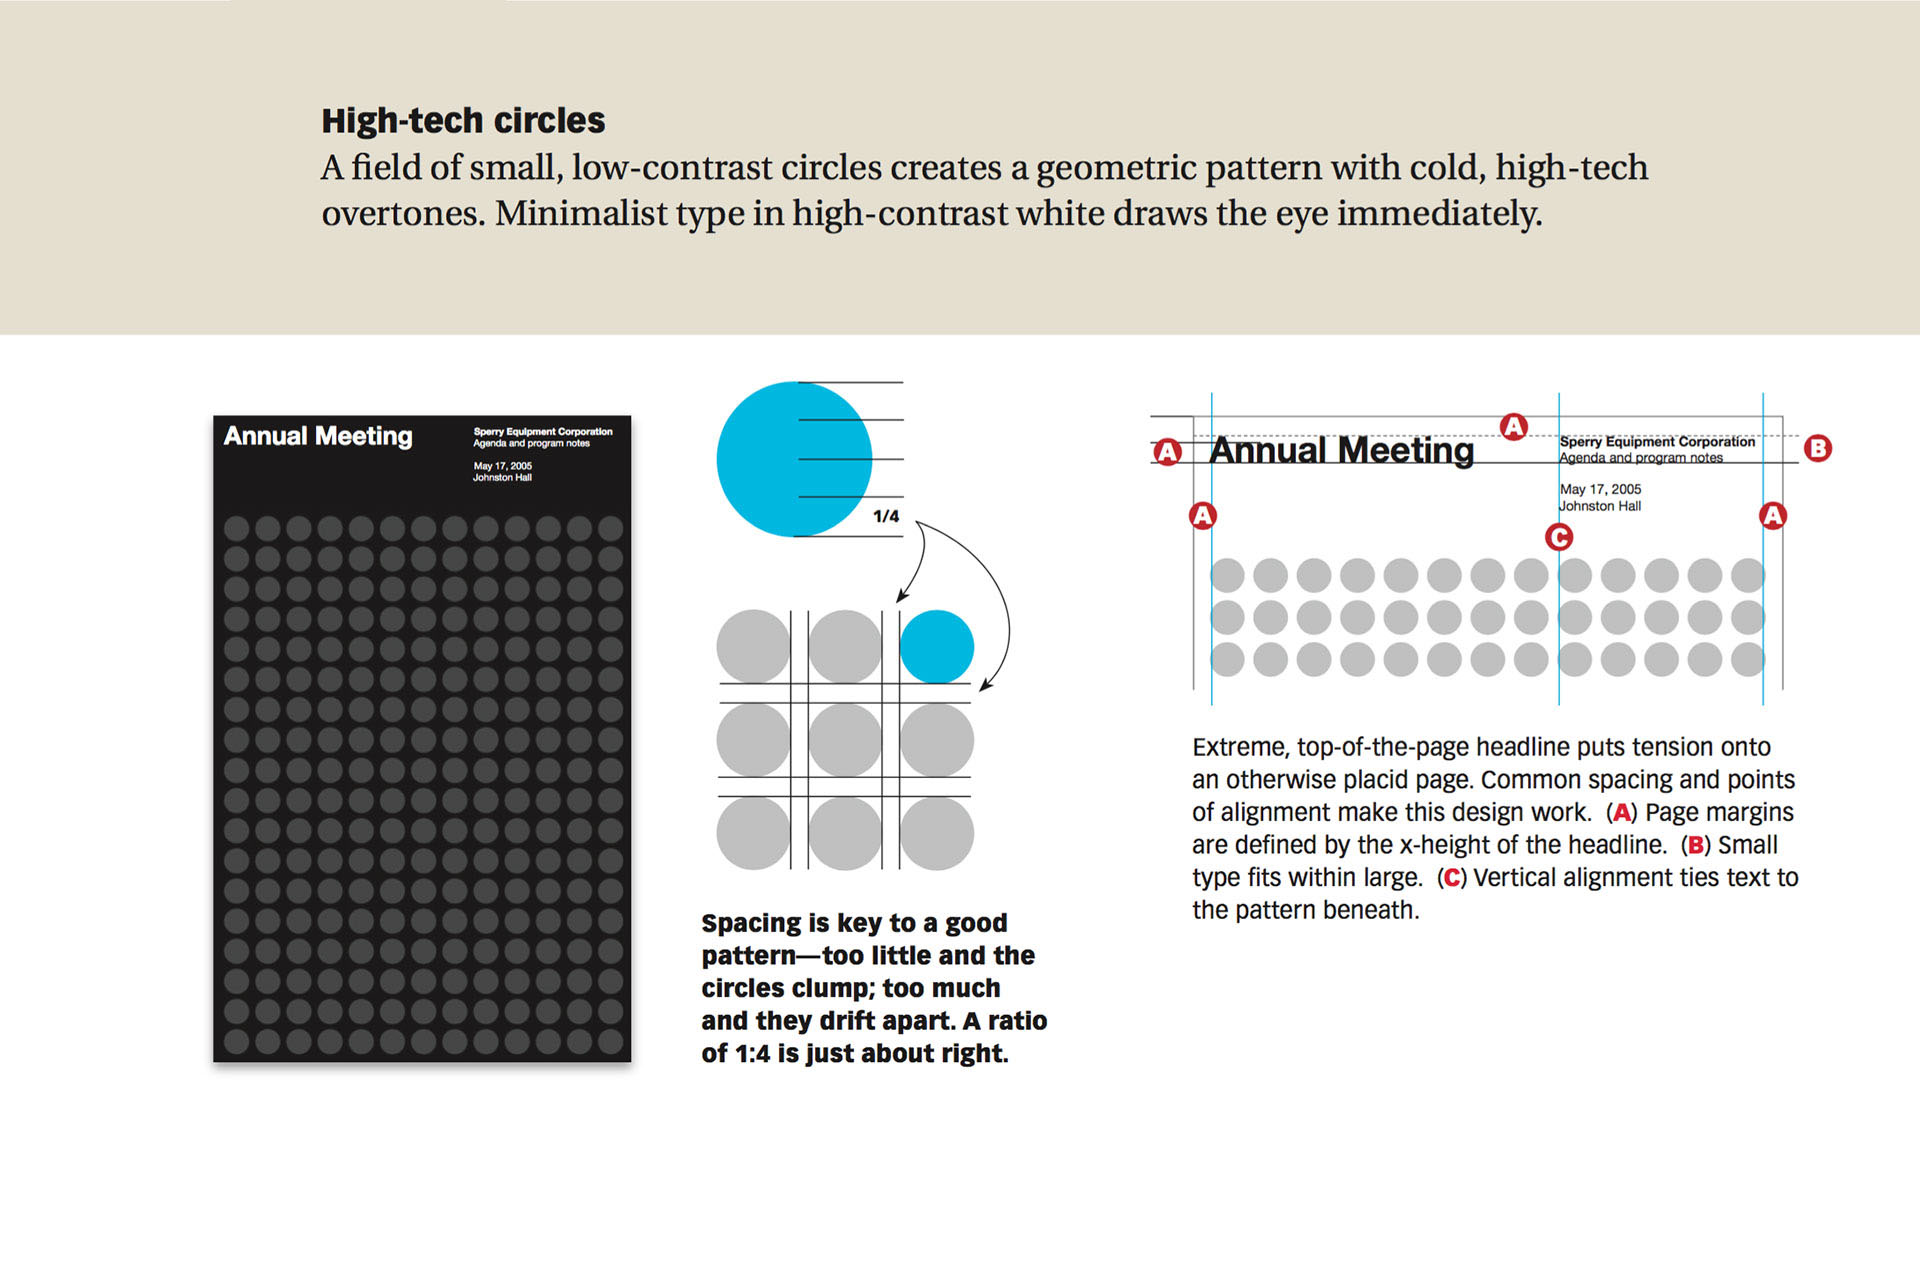 High-tech circles
A field of small, low-contrast circles creates a geometric pattern with cold, high-tech
overtones. Minimalist type in high-contrast white draws the eye immediately.
Annual Meeting
Sperry Equipment Corporation
Agenda and program notes
May 17, 2005
Johnston Hall
1/4
Spacing is key to a good
pattern—too little and the
circles clump; too much
and they drift apart. A ratio
of 1:4 is just about right.
A
A
Annual Meeting
Sperry Equipment Corporation
Agenda and program notes
B
May 17, 2005
Johnston Hall
A
A
C
Extreme, top-of-the-page headline puts tension onto
an otherwise placid page. Common spacing and points
of alignment make this design work. (A) Page margins
are defined by the x-height of the headline. (B) Small
type fits within large. (C) Vertical alignment ties text to
the pattern beneath.